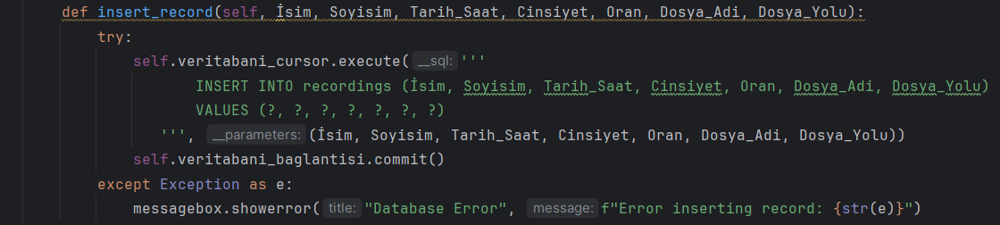 def insert_record(self, İsim, Soyisim, Tarih_Saat, Cinsiyet, Oran, Dosya_Adi, Dosya_Yolu):
try:
self.veritabani_cursor.execute( __sql: '''
INSERT INTO recordings (İsim, Soyisim, Tarih_Saat, Cinsiyet, Oran, Dosya_Adi, Dosya_Yolu)
VALUES (?, ?, ?, ?, ?, ?, ?)
''', __parameters: (İsim, Soyisim, Tarih_Saat, Cinsiyet, Oran, Dosya_Adi, Dosya_Yolu))
self.veritabani_baglantisi.commit()
except Exception as e:
messagebox.showerror( title: "Database Error", message: f"Error inserting record: {str(e)}")